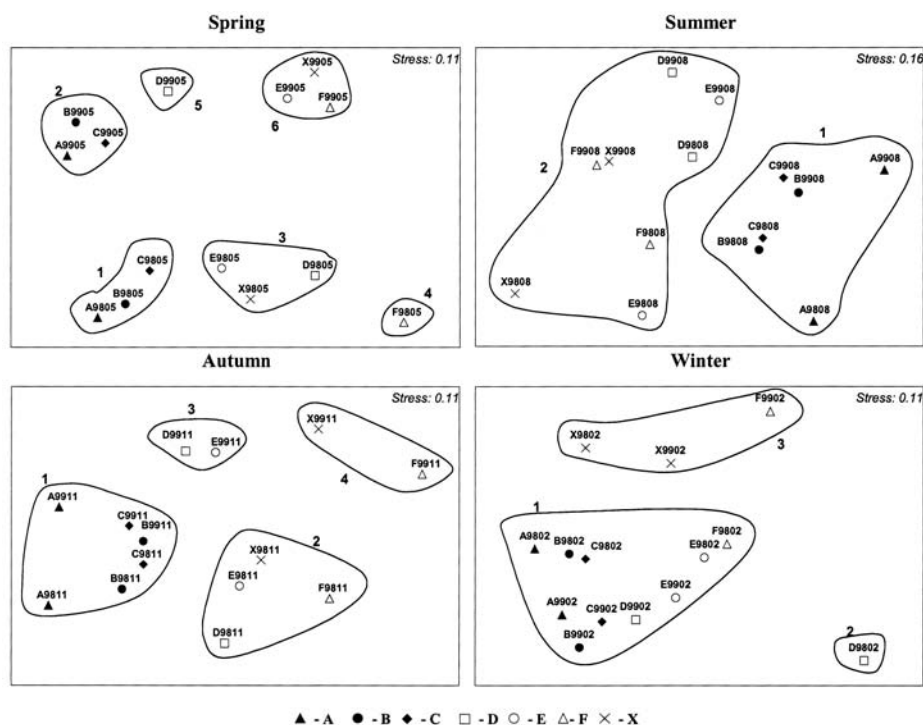 Spring
Stress: 0.11
X9905
D9905
E9905
F9905
2
B9905
5
6
C9905
A9905
3
C9805
E9805
D9805
1
X9805
4
B9805
A9805
F9805
Summer
Stress: 0.16
D9908
E9908
1
C9908
A9908
F9908 X9908
D9808
B9908
2
C9808
F9808
B9808
X9808
E9808
A9808
Autumn
Stress: 0.11
X9911
3
D9911
E9911
4
F9911
1
A9911
C9911
B9911
2
C9811
X9811
B9811
E9811
F9811
A9811
D9811
Winter
Stress: 0.11
F9902
X9802
X9902
3
1
A9802
B9802
C9802
F9802
E9802
E9902
A9902
C9902
D9902
B9902
2
D9802
- A - B - C - D - E - F - X